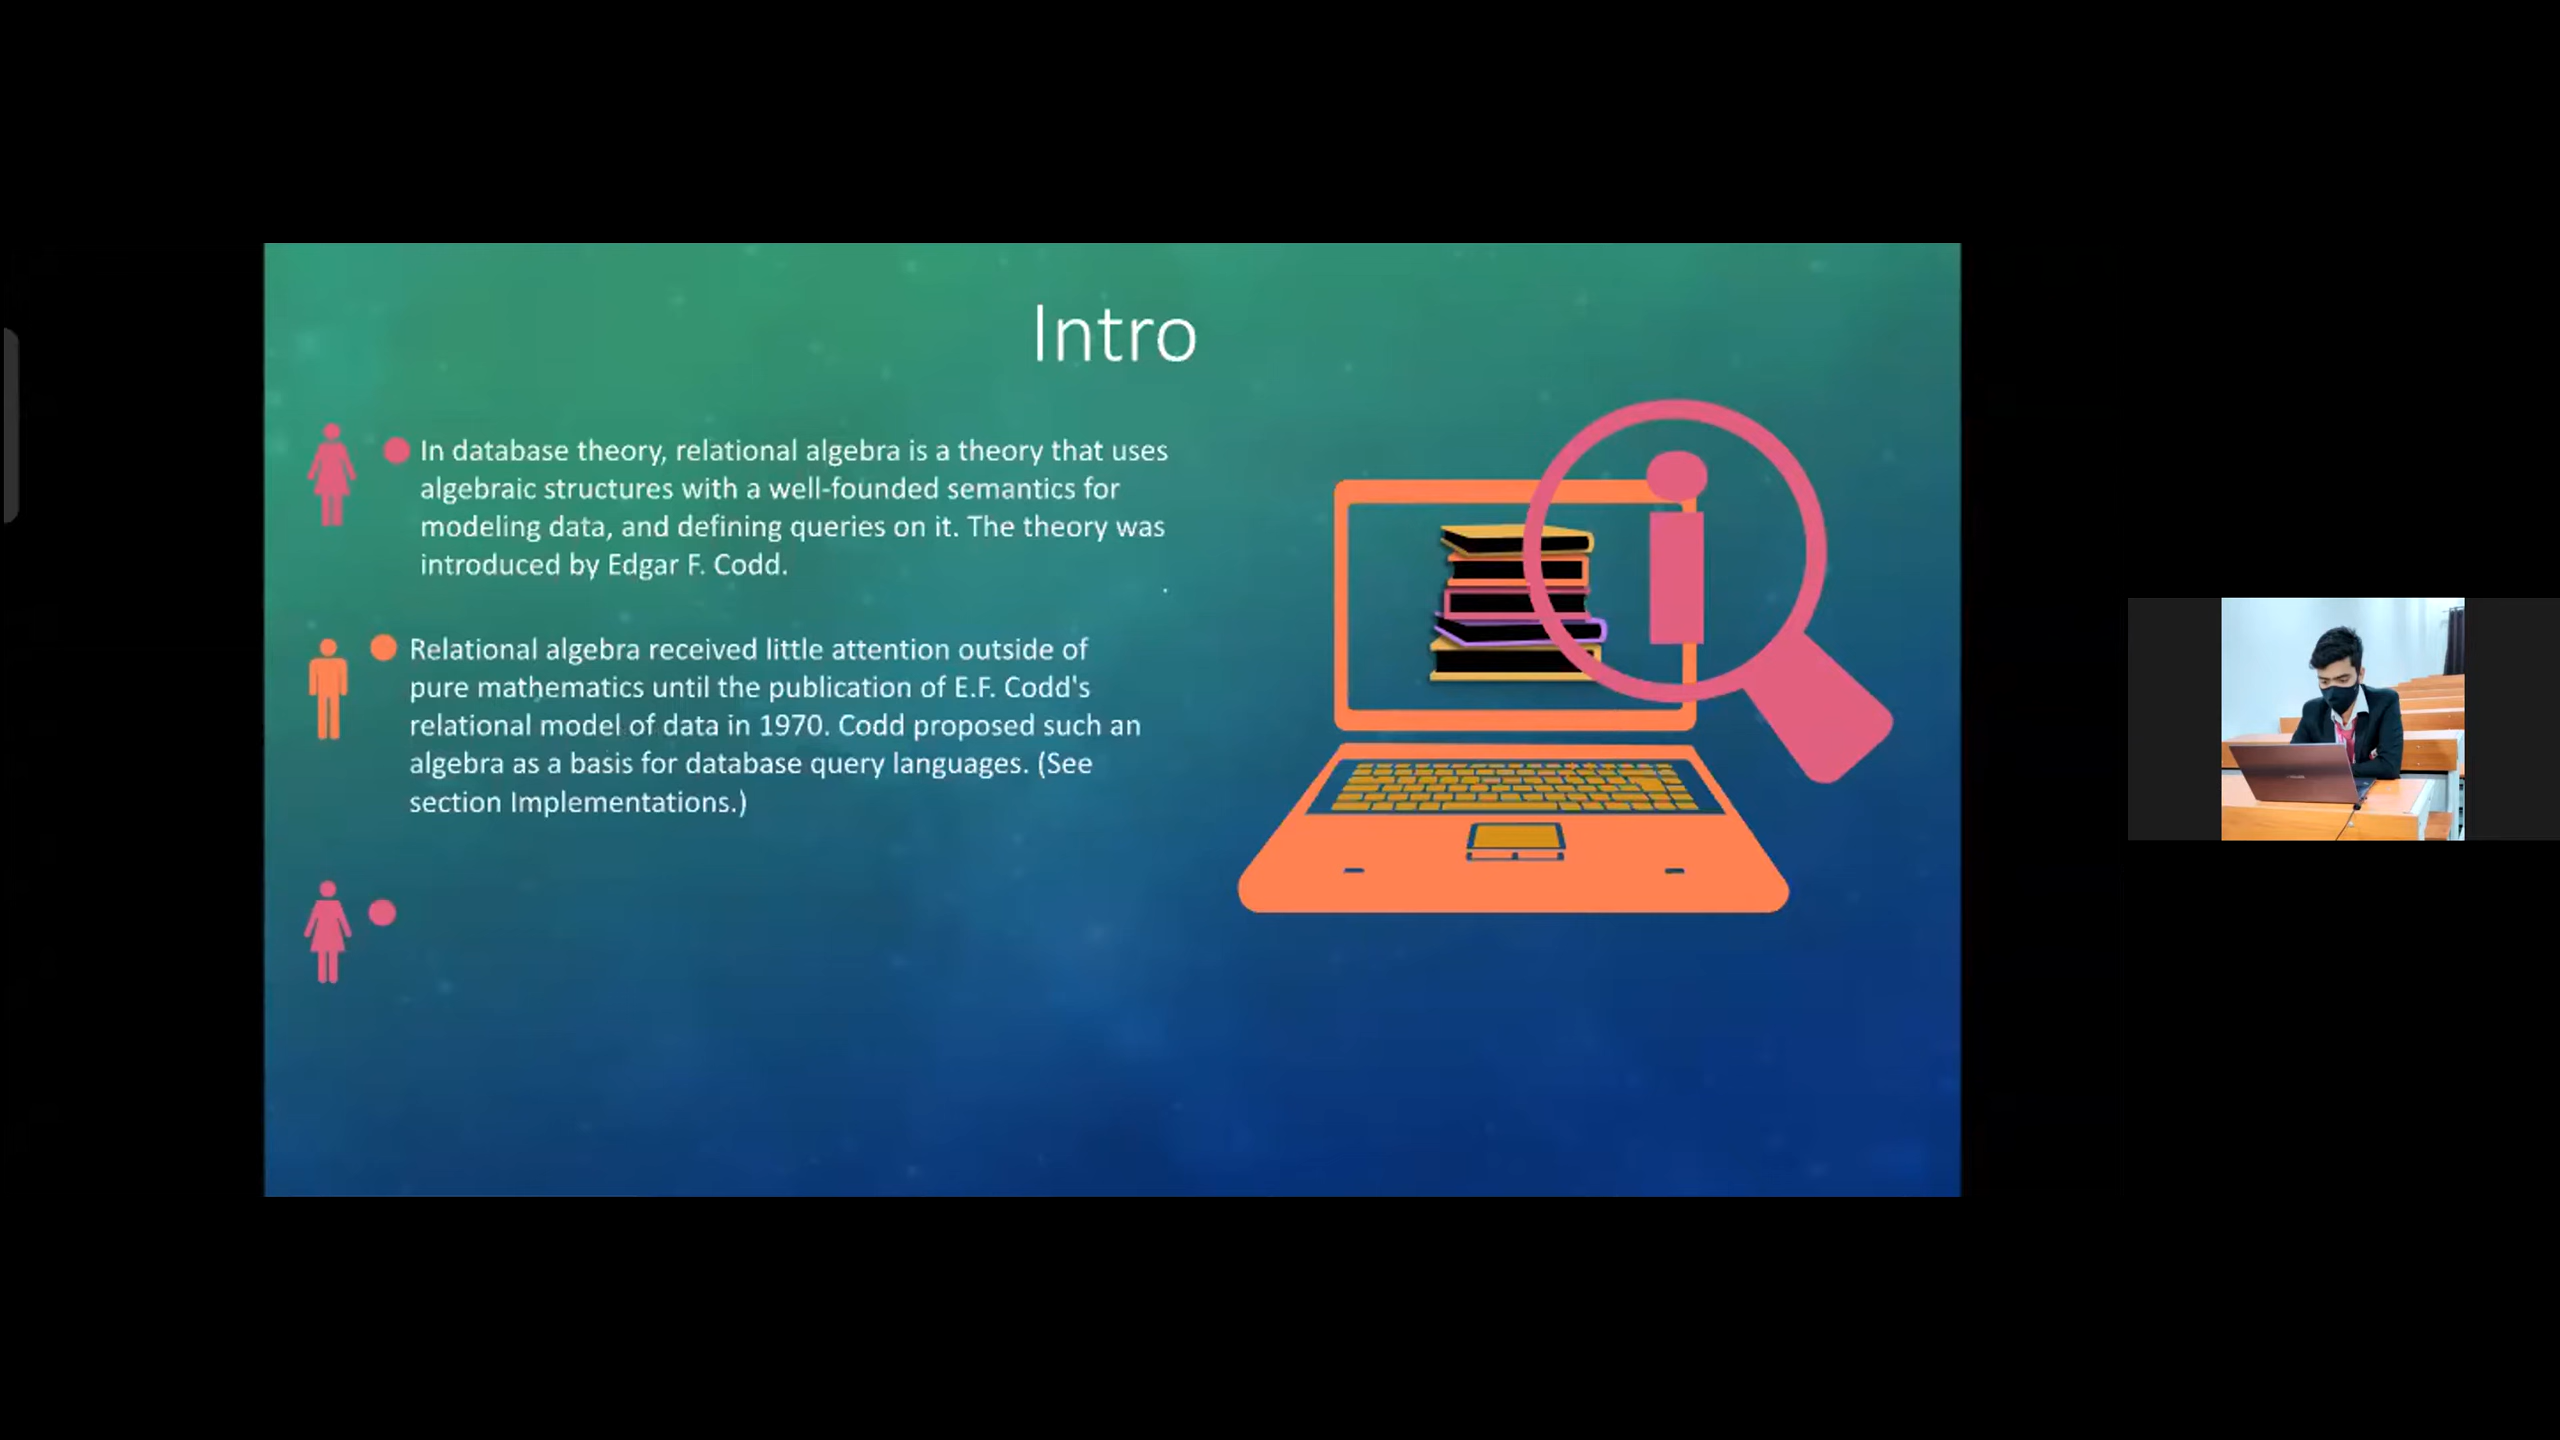 Intro
In database theory, relational algebra is a theory that uses
algebraic structures with a well-founded semantics for
modeling data, and defining queries on it. The theory was
introduced by Edgar F. Codd.
.
Relational algebra received little attention outside of
pure mathematics until the publication of E.F. Codd's
relational model of data in 1970. Codd proposed such an
algebra as a basis for database query languages. (See
section Implementations.)
i